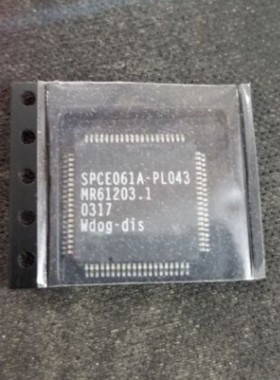 SPCE061A-PL043
MR61203.1
0317
Wdog-dis